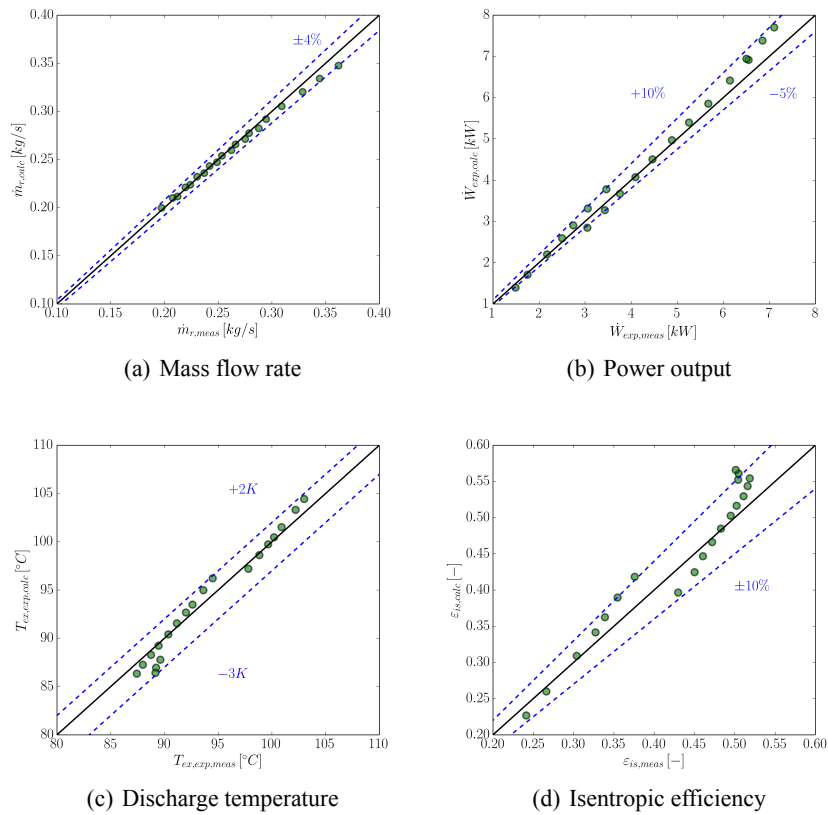 0.40
0.35
0.30
0.25
0.20
0.15
0.10
ṁr,calc [kg/s]
±4%
0.10 0.15 0.20 0.25 0.30 0.35 0.40
ṁr,meas [kg/s]
(a) Mass flow rate
8
7
6
5
4
3
2
1
Ẇexp,calc [kW]
+10%
−5%
1 2 3 4 5 6 7 8
Ẇexp,meas [kW]
(b) Power output
110
105
100
95
90
85
80
Tex,exp,calc [°C]
+2K
−3K
80 85 90 95 100 105 110
Tex,exp,meas [°C]
(c) Discharge temperature
0.60
0.55
0.50
0.45
0.40
0.35
0.30
0.25
0.20
εis,calc [−]
±10%
0.20 0.25 0.30 0.35 0.40 0.45 0.50 0.55 0.60
εis,meas [−]
(d) Isentropic efficiency